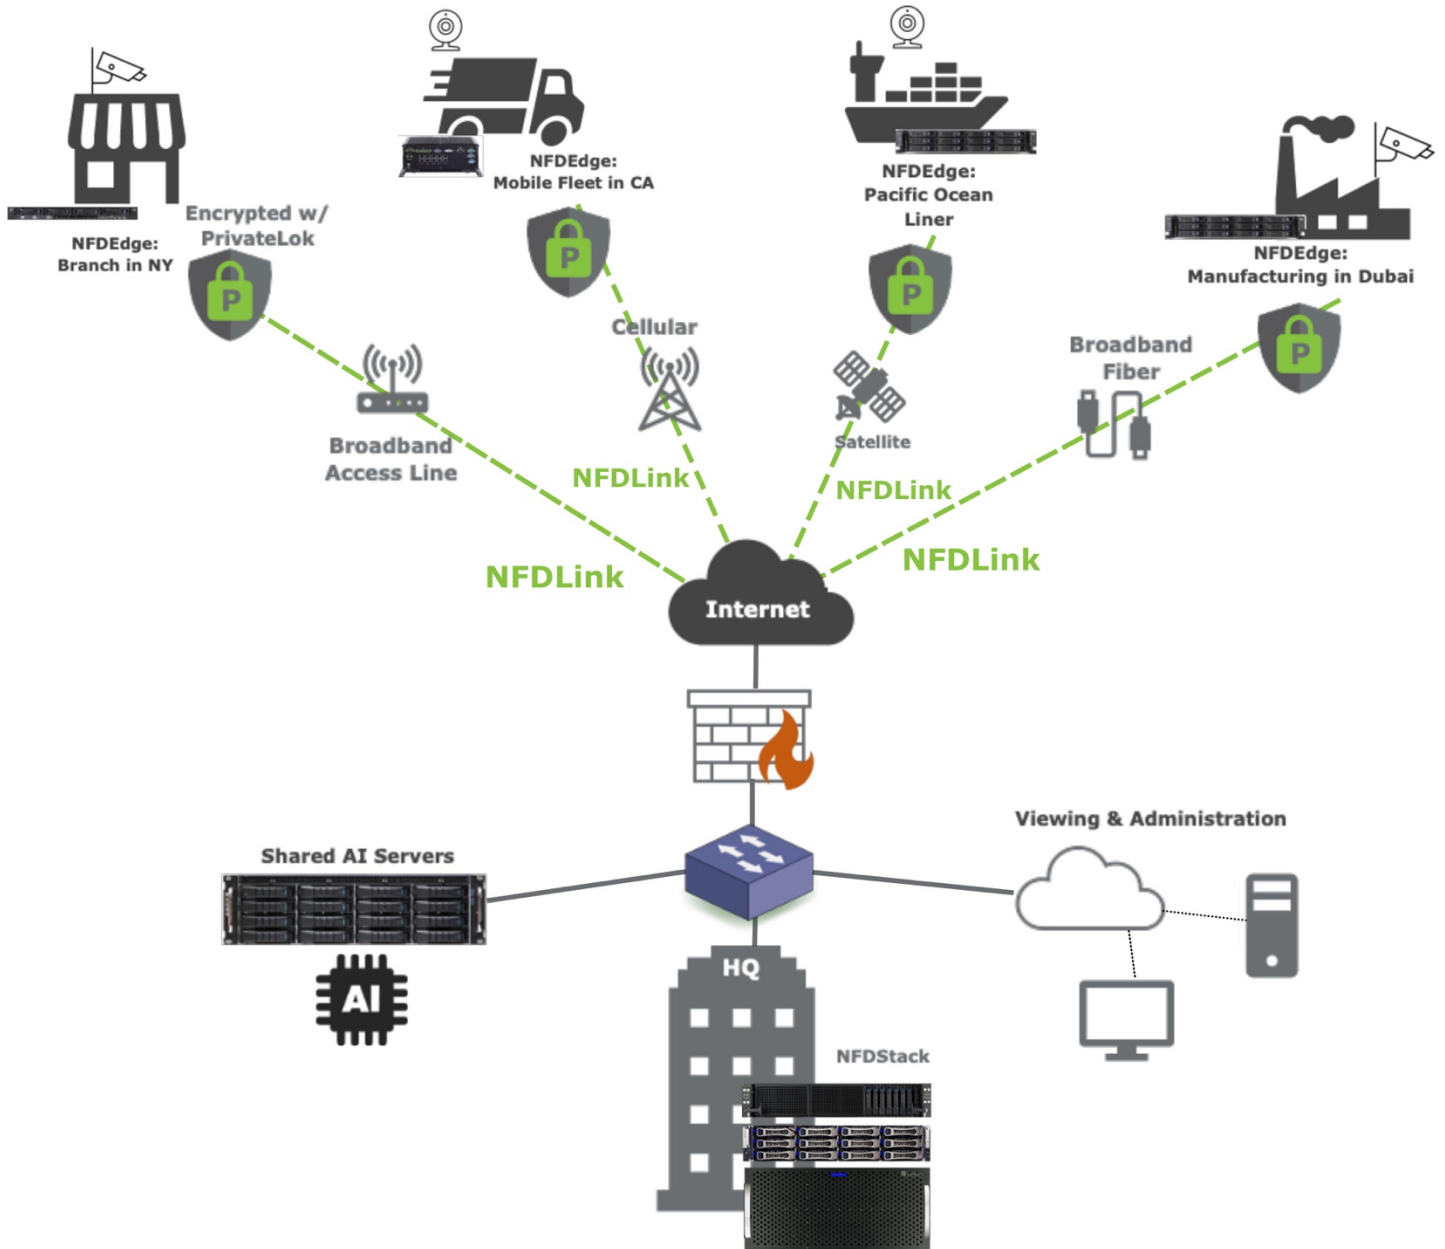 NFDEdge:
Mobile Fleet in CA
NFDEdge:
Pacific Ocean
Liner
Encrypted w/
PrivateLok
NFDEdge:
Branch in NY
NFDEdge:
Manufacturing in Dubai
P
P
P
P
Cellular
Broadband
Fiber
Broadband
Access Line
Satellite
NFDLink
NFDLink
NFDLink
NFDLink
Internet
Viewing & Administration
Shared AI Servers
AI
HQ
NFDStack